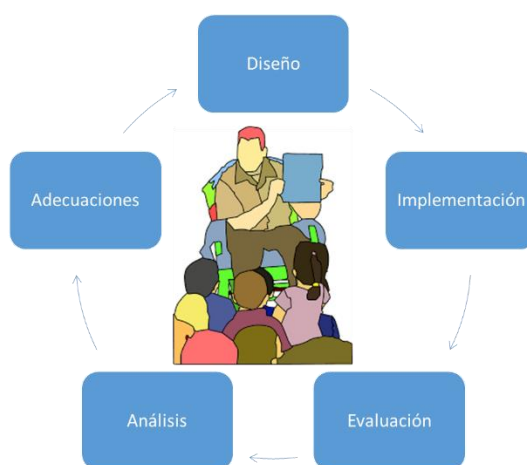 Diseño
Implementación
Evaluación
Análisis
Adecuaciones